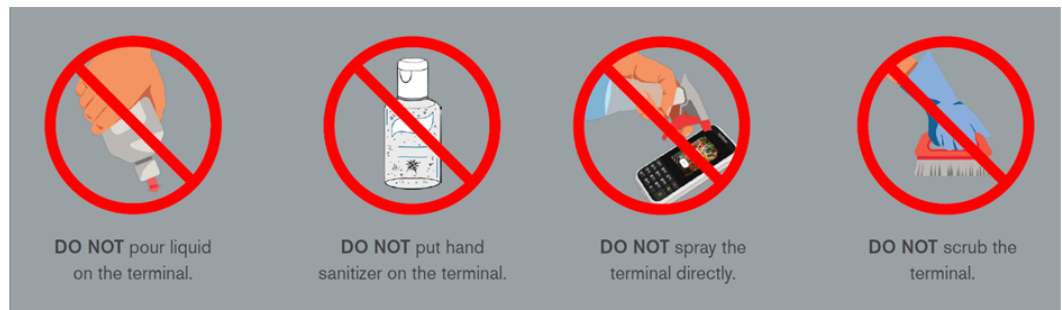 DO NOT pour liquid
on the terminal.
DO NOT put hand
sanitizer on the terminal.
DO NOT spray the
terminal directly.
DO NOT scrub the
terminal.